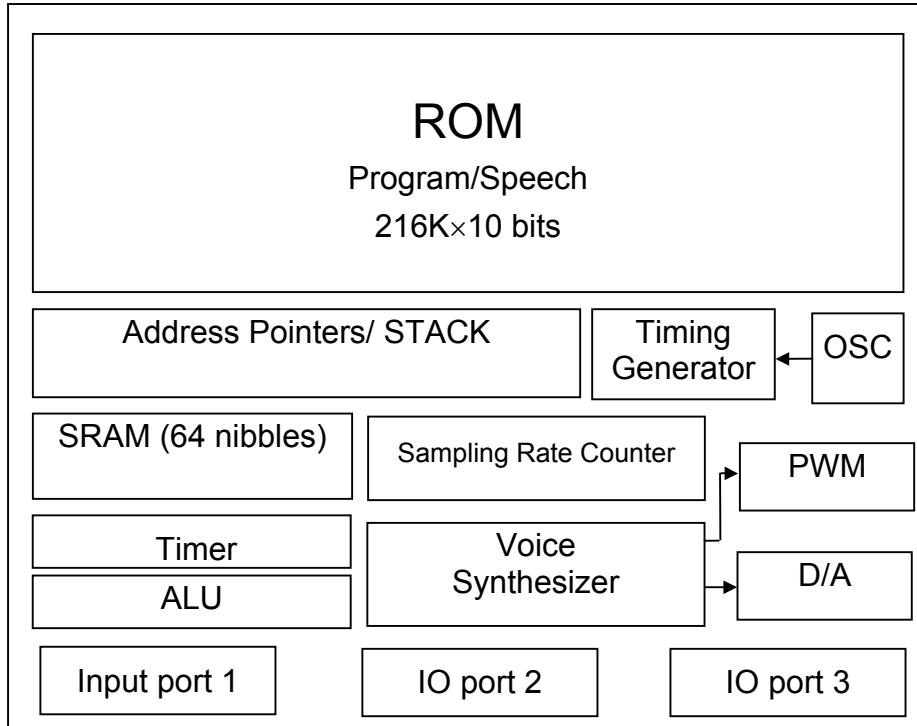 ROM
Program/Speech
216K×10 bits
Address Pointers/ STACK
Timing
Generator
OSC
SRAM (64 nibbles)
Sampling Rate Counter
PWM
Timer
Voice
Synthesizer
D/A
ALU
Input port 1
IO port 2
IO port 3